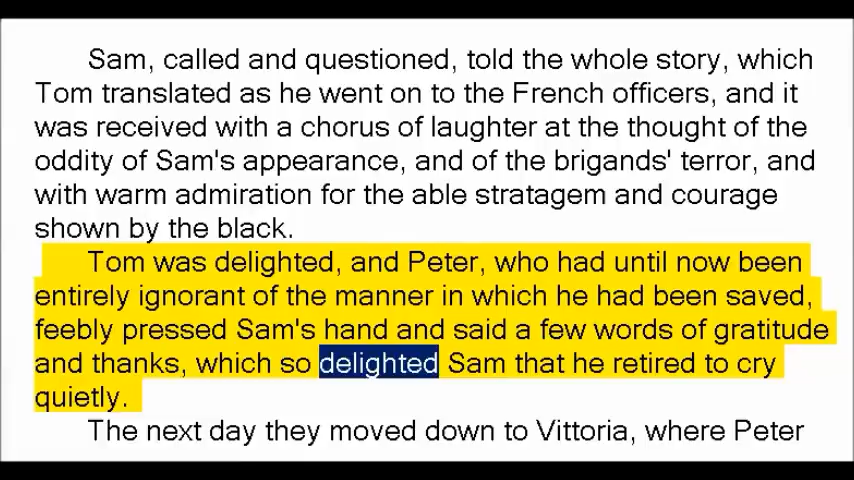 Sam, called and questioned, told the whole story, which
Tom translated as he went on to the French officers, and it
was received with a chorus of laughter at the thought of the
oddity of Sam's appearance, and of the brigands' terror, and
with warm admiration for the able stratagem and courage
shown by the black.
Tom was delighted, and Peter, who had until now been
entirely ignorant of the manner in which he had been saved,
feebly pressed Sam's hand and said a few words of gratitude
and thanks, which so delighted Sam that he retired to cry
quietly.
The next day they moved down to Vittoria, where Peter